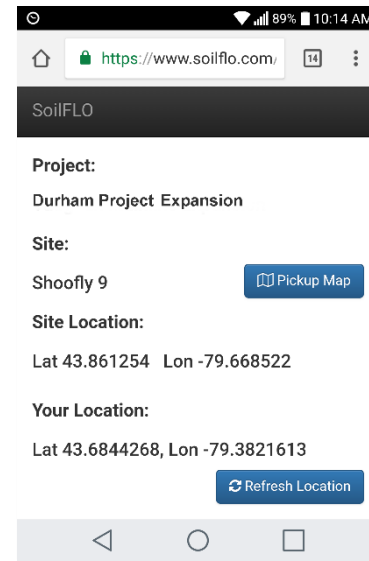 89% 10:14 AM
https://www.soilflo.com/ 14
SoilFLO
Project:
Durham Project Expansion
Site:
Shoofly 9 Pickup Map
Site Location:
Lat 43.861254 Lon -79.668522
Your Location:
Lat 43.6844268, Lon -79.3821613
Refresh Location